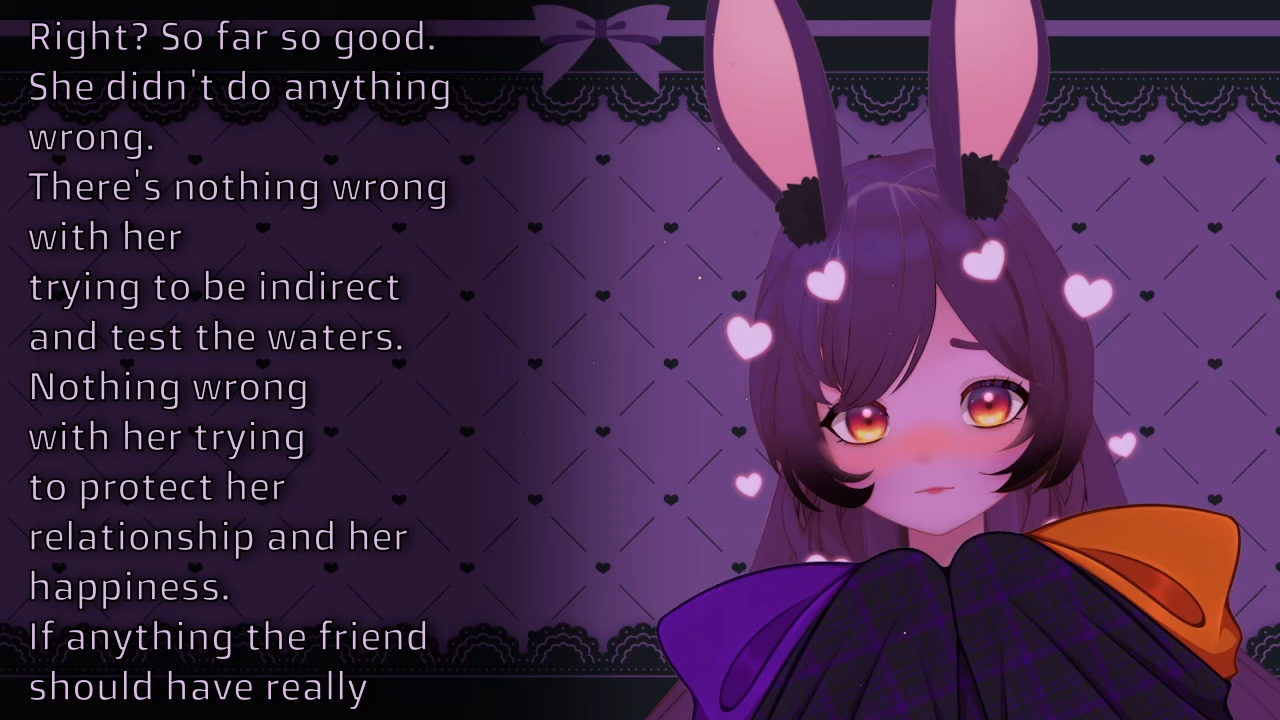 Right? So far so good.
She didn't do anything
wrong.
There's nothing wrong
with her
trying to be indirect
and test the waters.
Nothing wrong
with her trying
to protect her
relationship and her
happiness.
If anything the friend
should have really